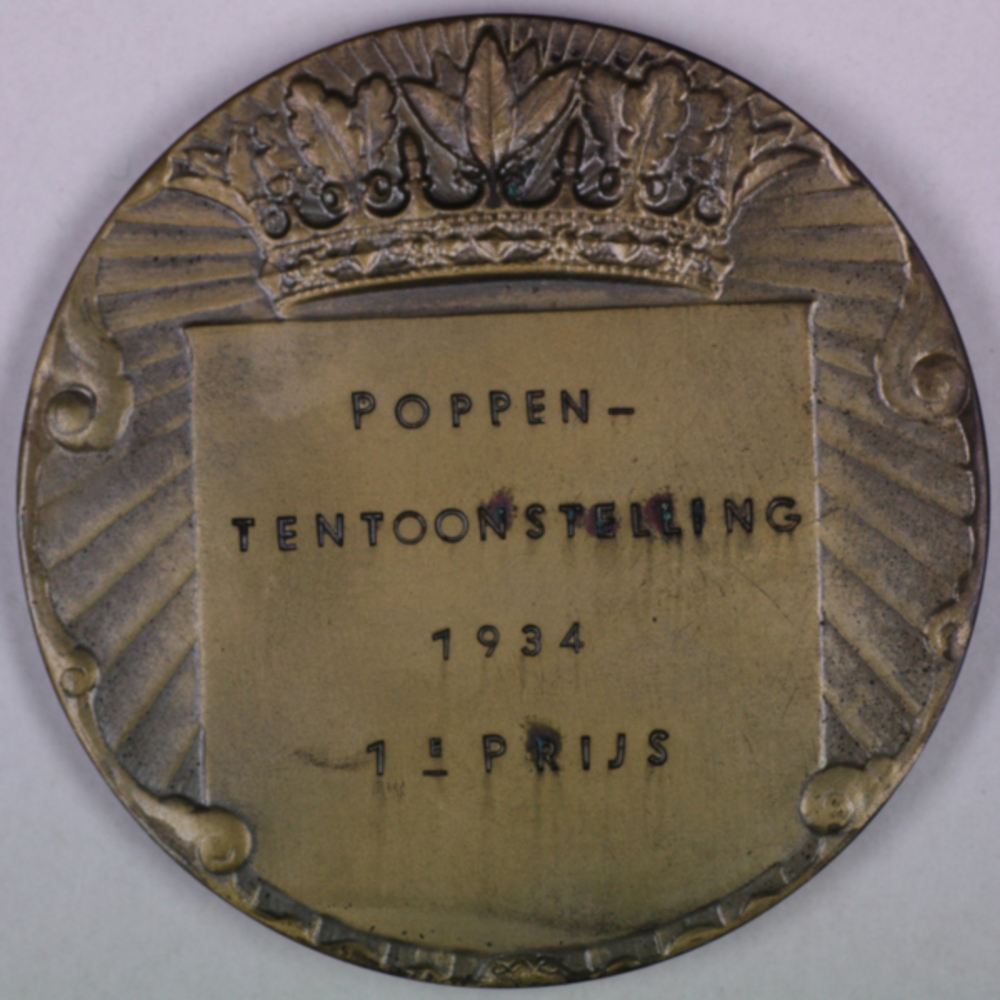 POPPEN-
TENTOONSTELLING
1934
1E PRIJS